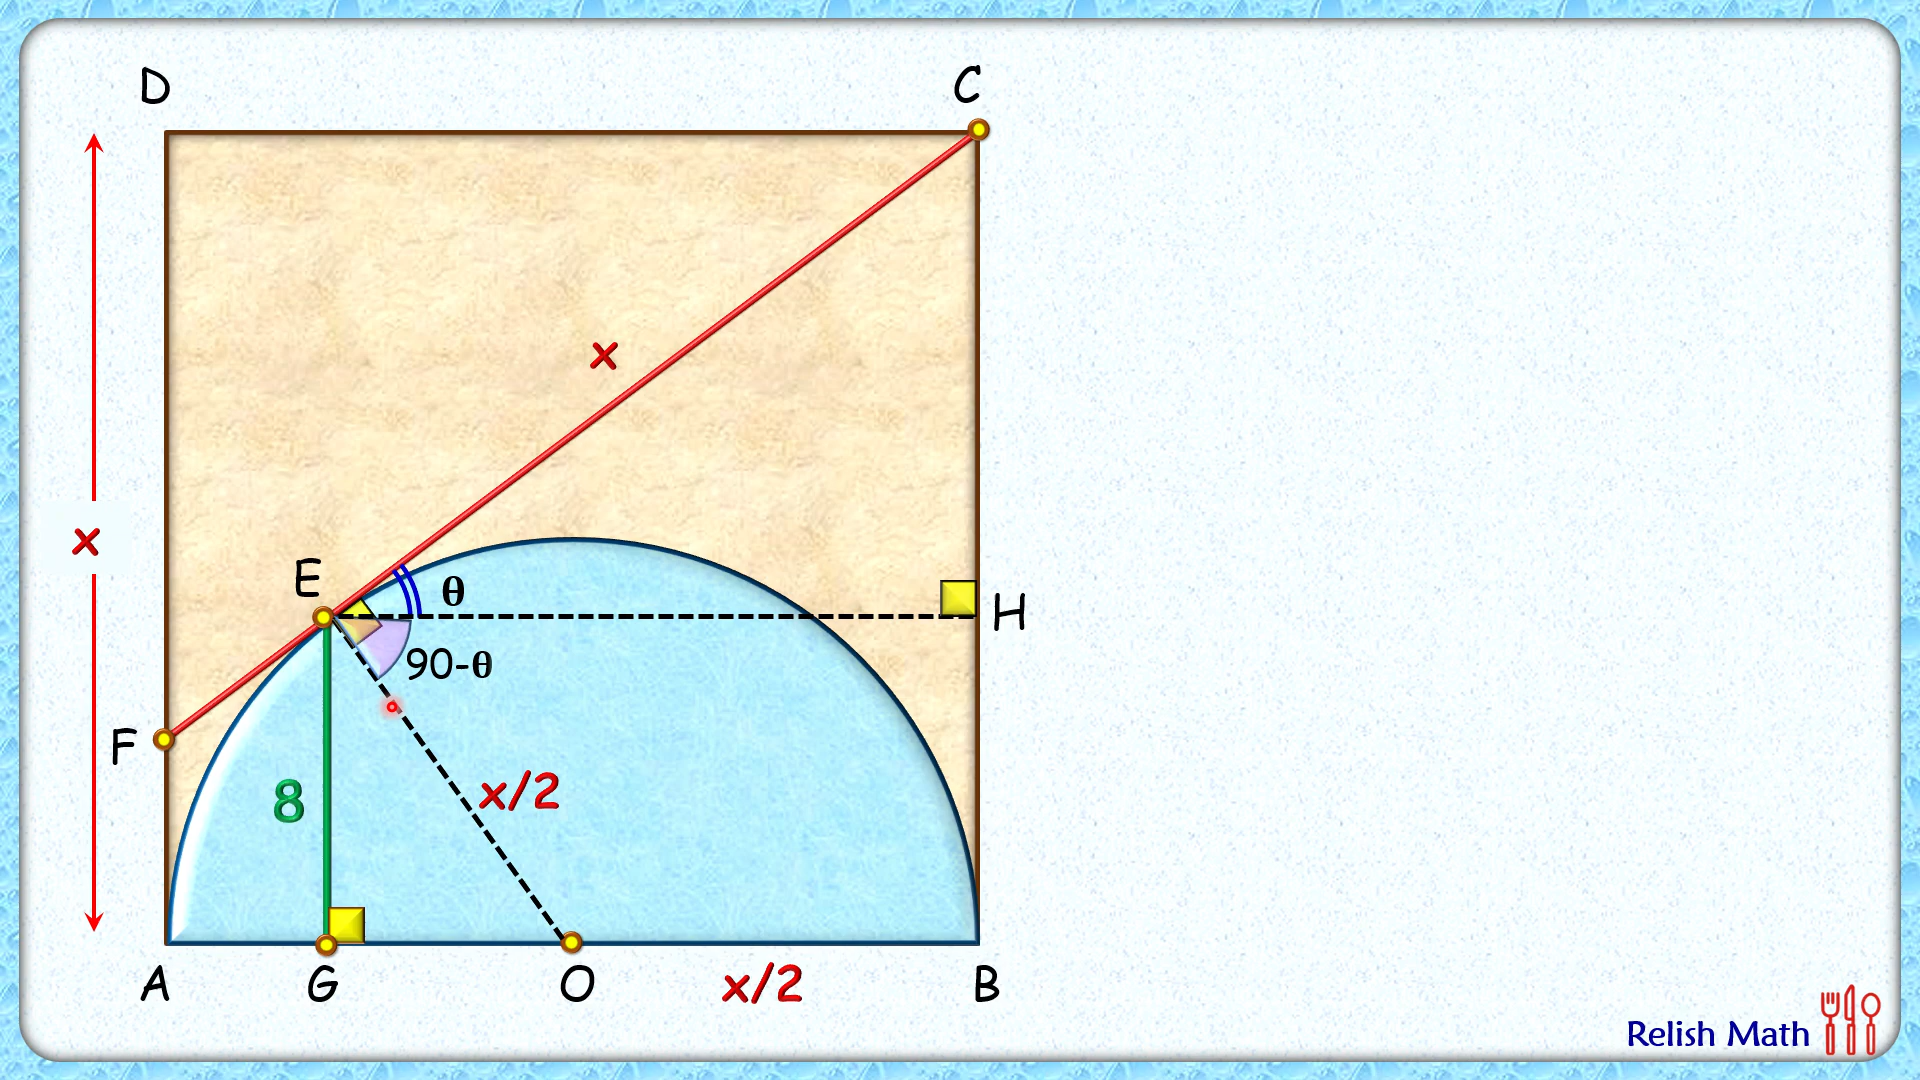 D C
x
x
E θ
H
90-θ
F
8 x/2
A G O x/2 B
Relish Math